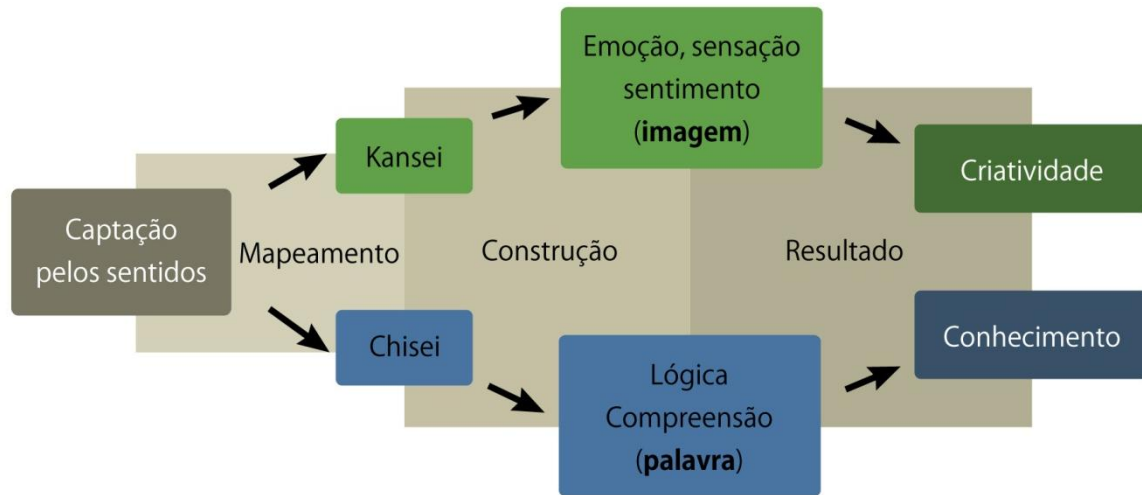 Captação
pelos sentidos
Mapeamento
Kansei
Chisei
Construção
Emoção, sensação
sentimento
(imagem)
Lógica
Compreensão
(palavra)
Resultado
Criatividade
Conhecimento